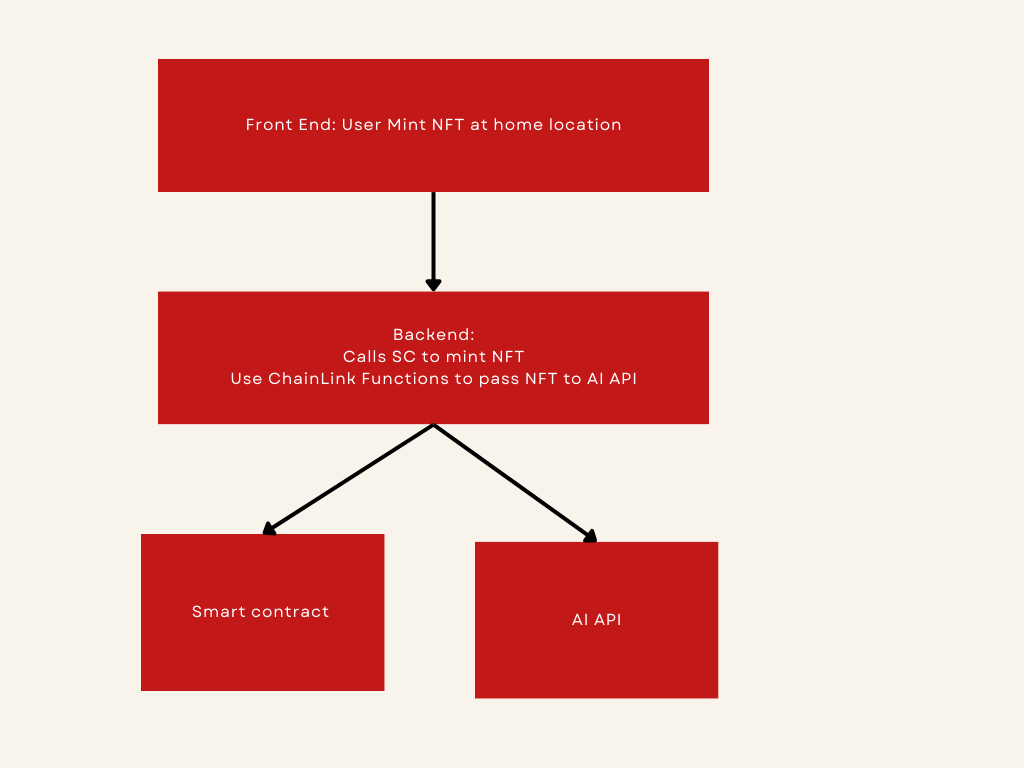 Front End: User Mint NFT at home location
Backend:
Calls SC to mint NFT
Use ChainLink Functions to pass NFT to AI API
Smart contract
AI API